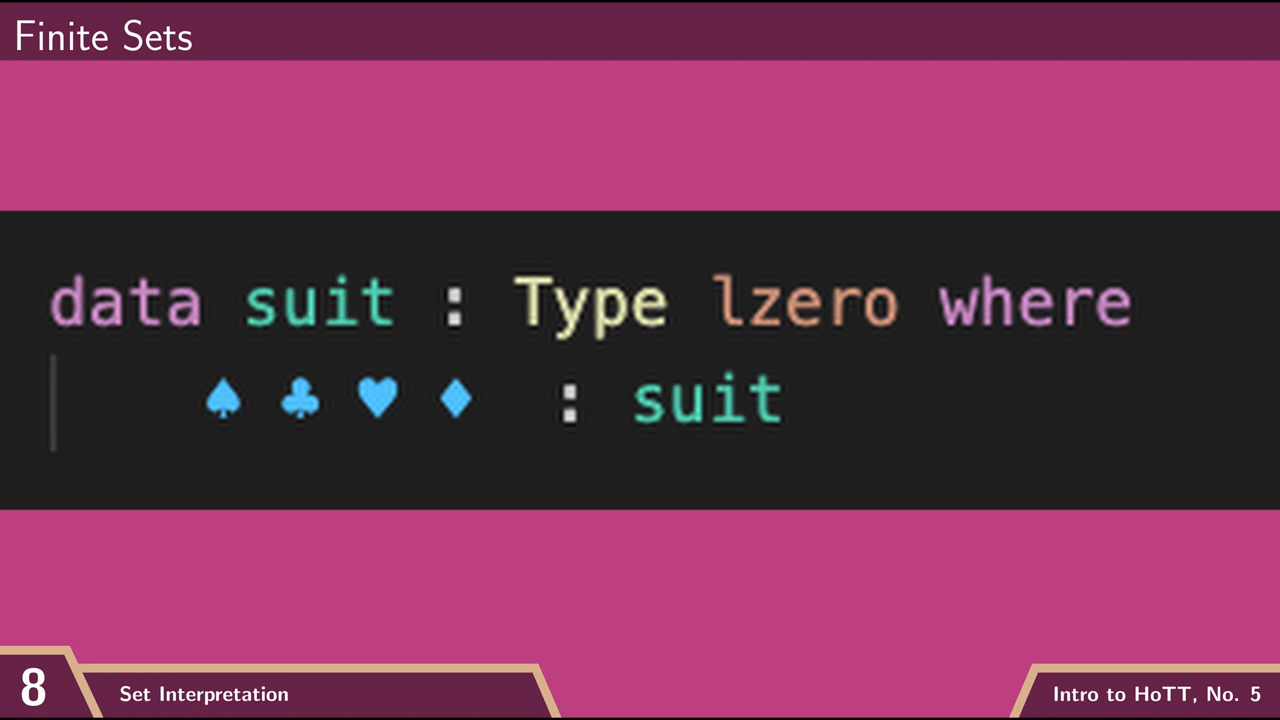 Finite Sets
data suit : Type lzero where
♠ ♣ ♥ ♦ : suit
8
Set Interpretation
Intro to HoTT, No. 5